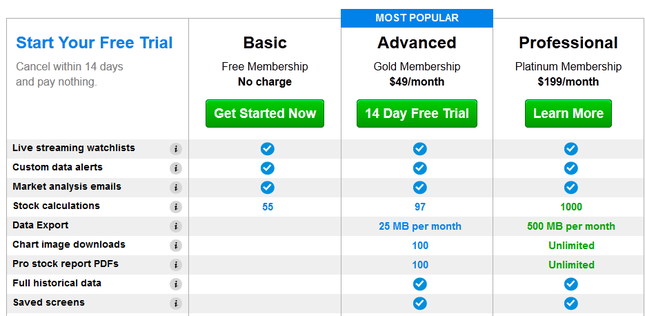 MOST POPULAR
Start Your Free Trial
Cancel within 14 days
and pay nothing.
Basic
Free Membership
No charge
Get Started Now
Advanced
Gold Membership
$49/month
14 Day Free Trial
Professional
Platinum Membership
$199/month
Learn More
Live streaming watchlists i
Custom data alerts i
Market analysis emails i
Stock calculations i 55 97 1000
Data Export i 25 MB per month 500 MB per month
Chart image downloads i 100 Unlimited
Pro stock report PDFs i 100 Unlimited
Full historical data i
Saved screens i